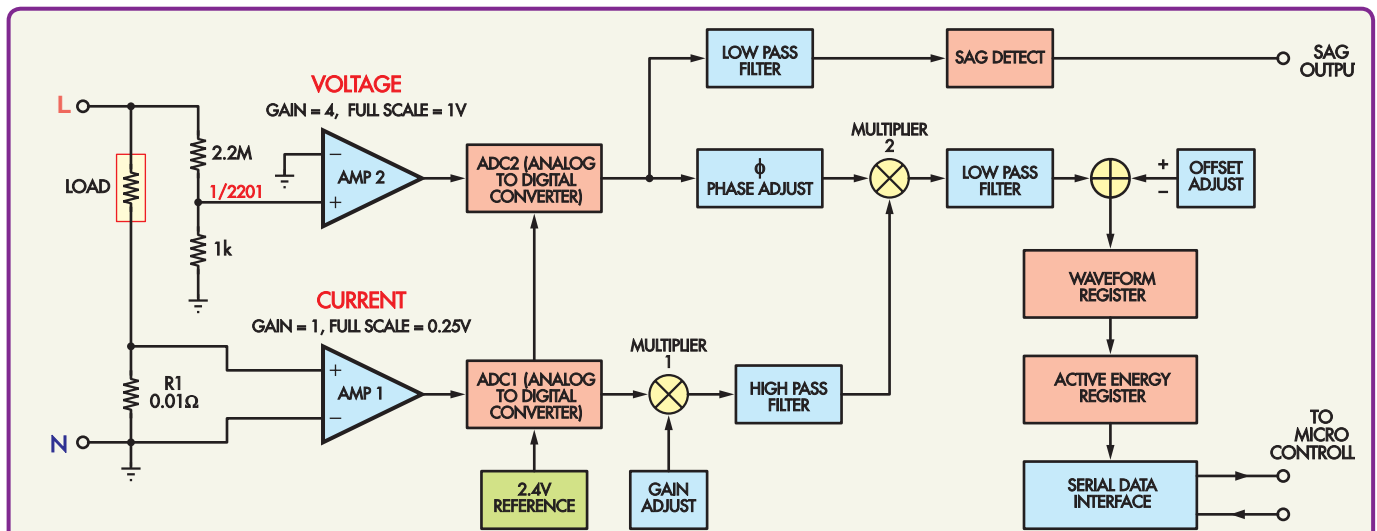 LOW PASS
FILTER
SAG DETECT
SAG
OUTPU
VOLTAGE
GAIN = 4, FULL SCALE = 1V
L
2.2M
LOAD
1/2201
1k
−
AMP 2
+
ADC2 (ANALOG
TO DIGITAL
CONVERTER)
ϕ
PHASE ADJUST
MULTIPLIER
2
LOW PASS
FILTER
+
−
OFFSET
ADJUST
WAVEFORM
REGISTER
CURRENT
GAIN = 1, FULL SCALE = 0.25V
R1
0.01Ω
N
+
AMP 1
−
ADC1 (ANALOG
TO DIGITAL
CONVERTER)
MULTIPLIER
1
HIGH PASS
FILTER
ACTIVE ENERGY
REGISTER
2.4V
REFERENCE
GAIN
ADJUST
SERIAL DATA
INTERFACE
TO
MICRO
CONTROLL